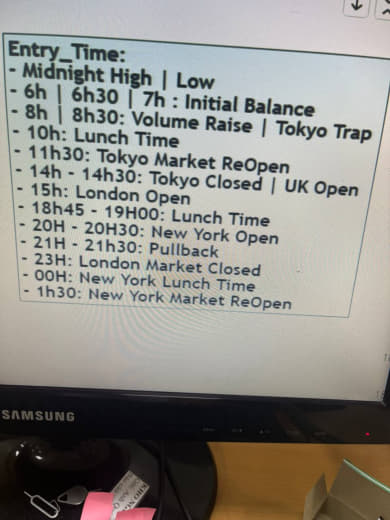 Entry_Time:
- Midnight High | Low
- 6h | 6h30 | 7h : Initial Balance
- 8h | 8h30: Volume Raise | Tokyo Trap
- 10h: Lunch Time
- 11h30: Tokyo Market ReOpen
- 14h - 14h30: Tokyo Closed | UK Open
- 15h: London Open
- 18h45 - 19H00: Lunch Time
- 20H - 20H30: New York Open
- 21H - 21h30: Pullback
- 23H: London Market Closed
- 00H: New York Lunch Time
- 1h30: New York Market ReOpen
SAMSUNG